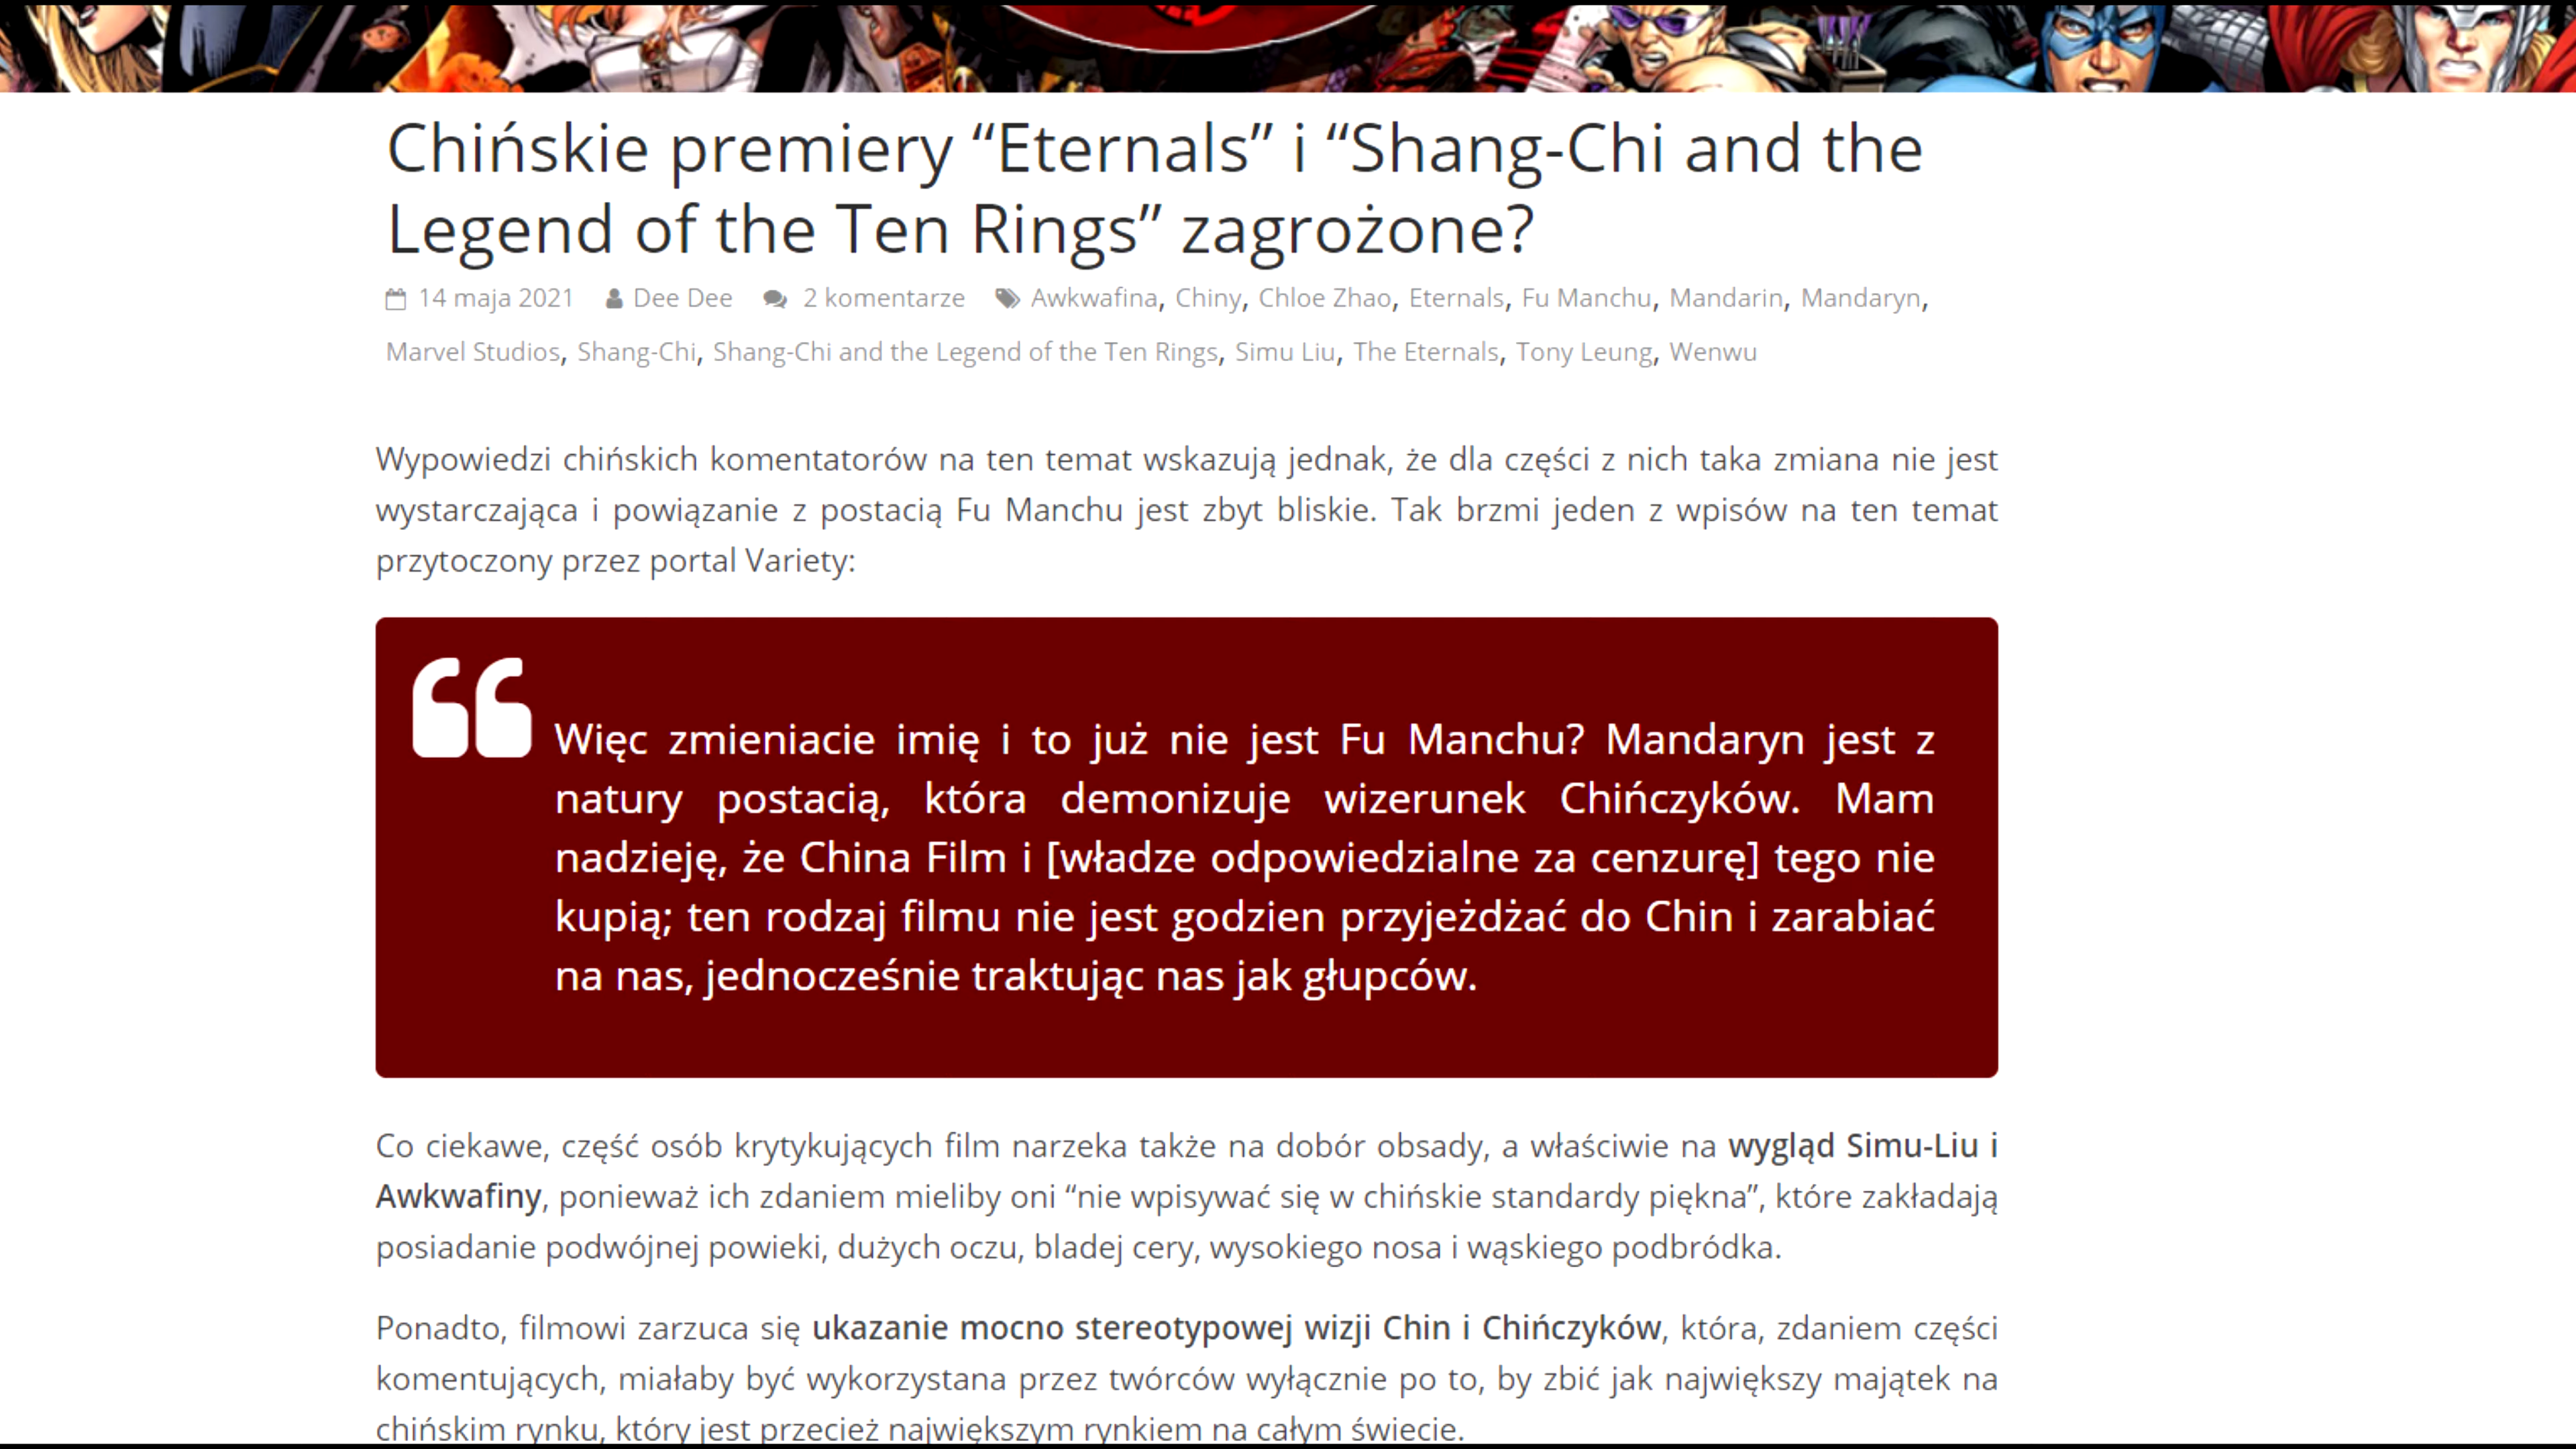 Chińskie premiery “Eternals” i “Shang-Chi and the
Legend of the Ten Rings” zagrożone?
14 maja 2021 Dee Dee 2 komentarze Awkwafina, Chiny, Chloe Zhao, Eternals, Fu Manchu, Mandarin, Mandaryn,
Marvel Studios, Shang-Chi, Shang-Chi and the Legend of the Ten Rings, Simu Liu, The Eternals, Tony Leung, Wenwu
Wypowiedzi chińskich komentatorów na ten temat wskazują jednak, że dla części z nich taka zmiana nie jest
wystarczająca i powiązanie z postacią Fu Manchu jest zbyt bliskie. Tak brzmi jeden z wpisów na ten temat
przytoczony przez portal Variety:
“
Więc zmieniacie imię i to już nie jest Fu Manchu? Mandaryn jest z
natury postacią, która demonizuje wizerunek Chińczyków. Mam
nadzieję, że China Film i [władze odpowiedzialne za cenzurę] tego nie
kupią; ten rodzaj filmu nie jest godzien przyjeżdżać do Chin i zarabiać
na nas, jednocześnie traktując nas jak głupców.
Co ciekawe, część osób krytykujących film narzeka także na dobór obsady, a właściwie na wygląd Simu-Liu i
Awkwafiny, ponieważ ich zdaniem mieliby oni “nie wpisywać się w chińskie standardy piękna”, które zakładają
posiadanie podwójnej powieki, dużych oczu, bladej cery, wysokiego nosa i wąskiego podbródka.
Ponadto, filmowi zarzuca się ukazanie mocno stereotypowej wizji Chin i Chińczyków, która, zdaniem części
komentujących, miałaby być wykorzystana przez twórców wyłącznie po to, by zbić jak największy majątek na
chińskim rynku, który jest przecież największym rynkiem na całym świecie.